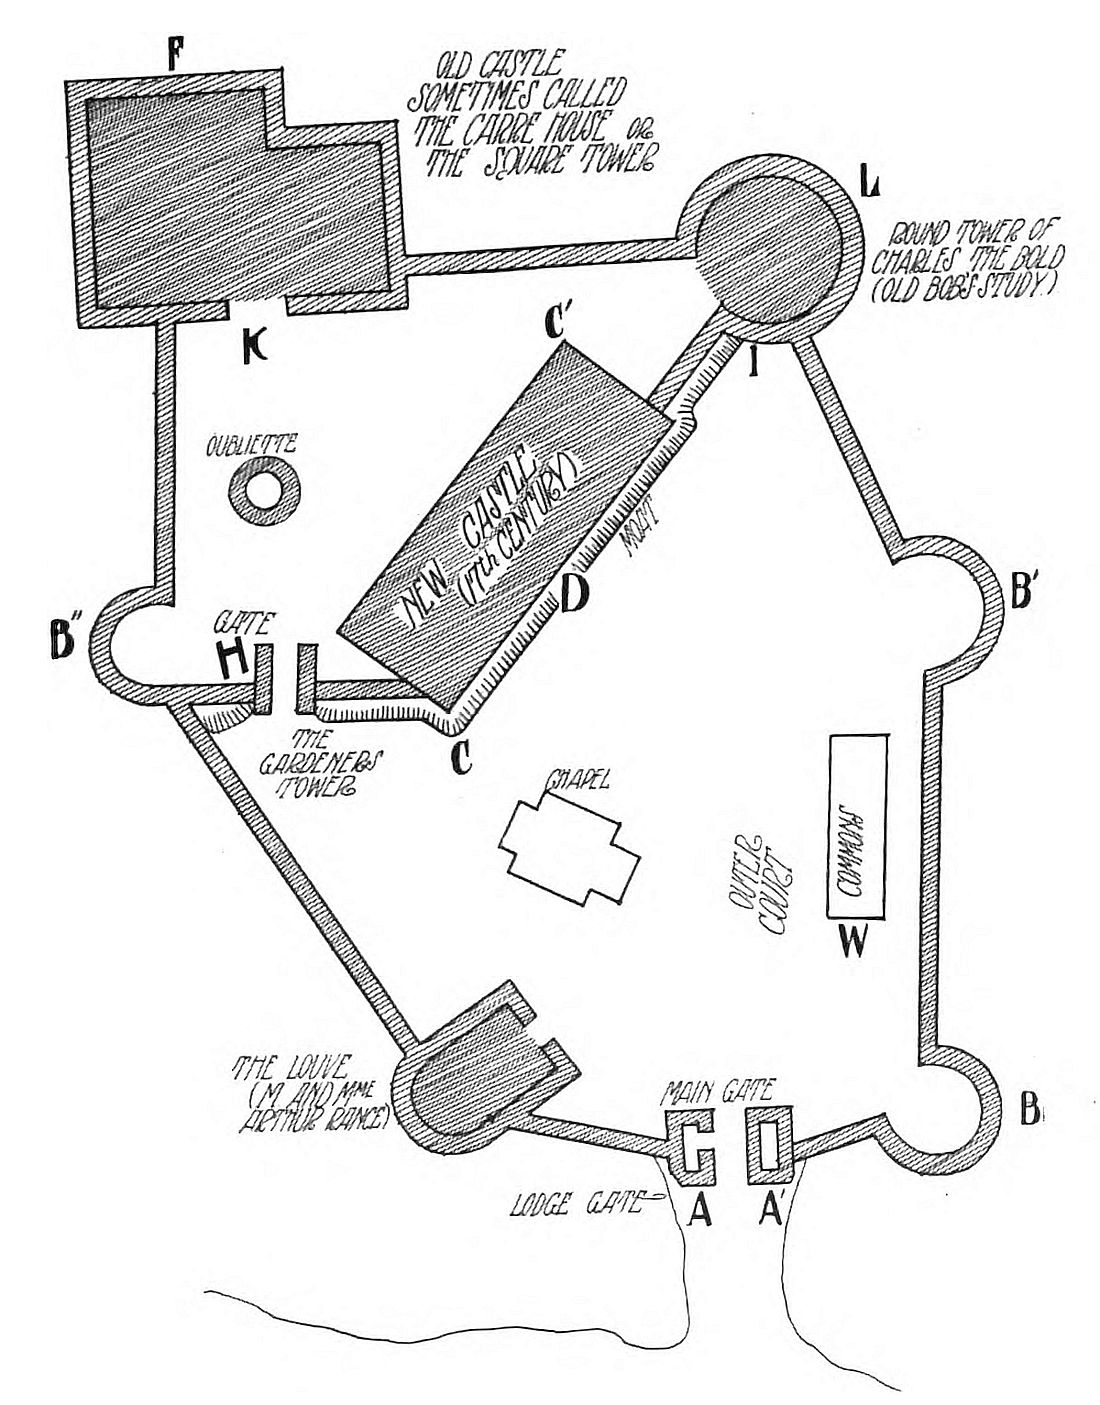 F
OLD CASTLE
SOMETIMES CALLED
THE CARRE HOUSE OR
THE SQUARE TOWER
L
ROUND TOWER OF
CHARLES THE BOLD
(OLD BOB'S STUDY.)
C'
K
I
OUBLIETTE
NEW CASTLE
(17th CENTURY)
MOAT
D
B'
B"
GATE
H
THE
GARDENERS
TOWER
C
CHAPEL
OUTER
COURT
COMMONS
W
THE LOUVE
(M AND MME
ARTHUR RANCE)
MAIN GATE
B
LODGE GATE
A
A'